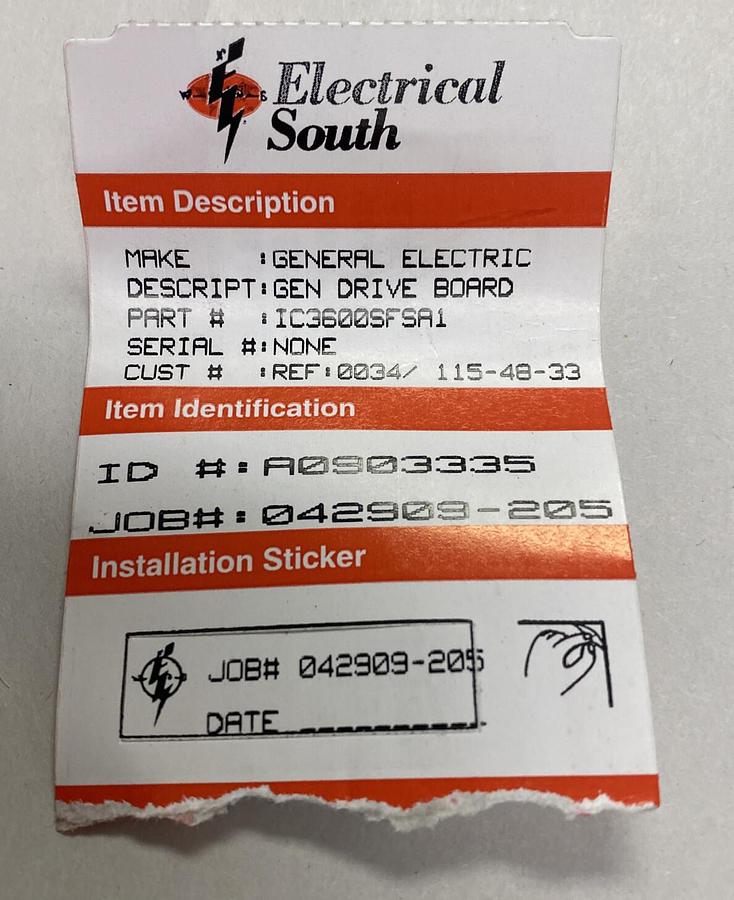 Electrical
South
Item Description
MAKE :GENERAL ELECTRIC
DESCRIPT:GEN DRIVE BOARD
PART # :IC3600SFSA1
SERIAL #:NONE
CUST # :REF:0034/ 115-48-33
Item Identification
ID #:A0903335
JOB#:042909-205
Installation Sticker
JOB# 042909-205
DATE